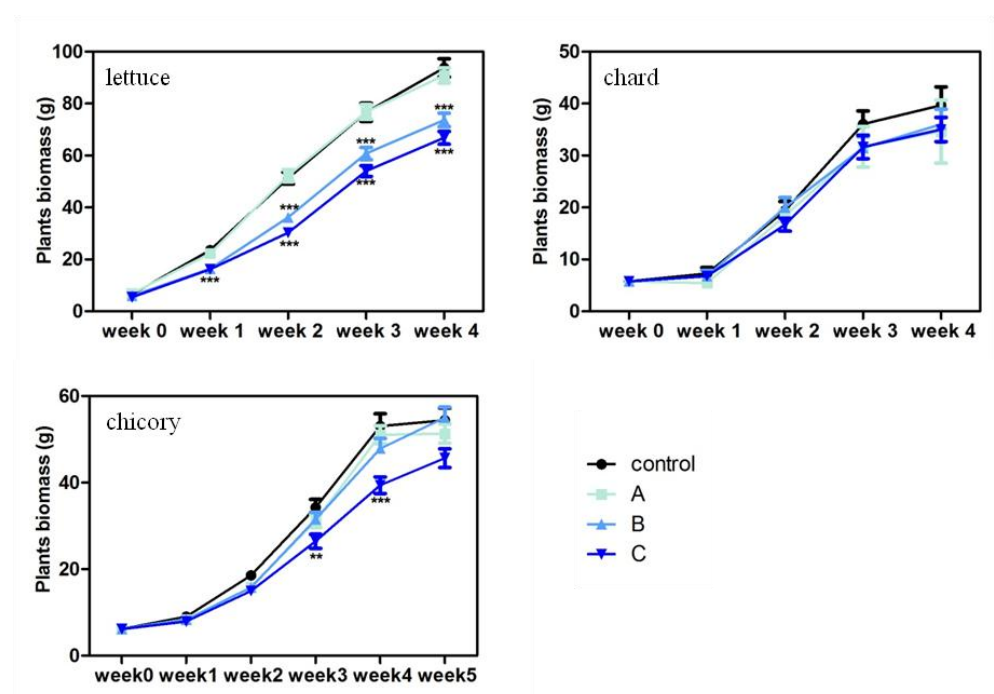 lettuce
Plants biomass (g)
100
80
60
40
20
0
***
***
***
***
***
***
***
week 0 week 1 week 2 week 3 week 4
chard
Plants biomass (g)
50
40
30
20
10
0
week 0 week 1 week 2 week 3 week 4
chicory
Plants biomass (g)
60
40
20
0
**
***
week0 week1 week2 week3 week4 week5
control
A
B
C